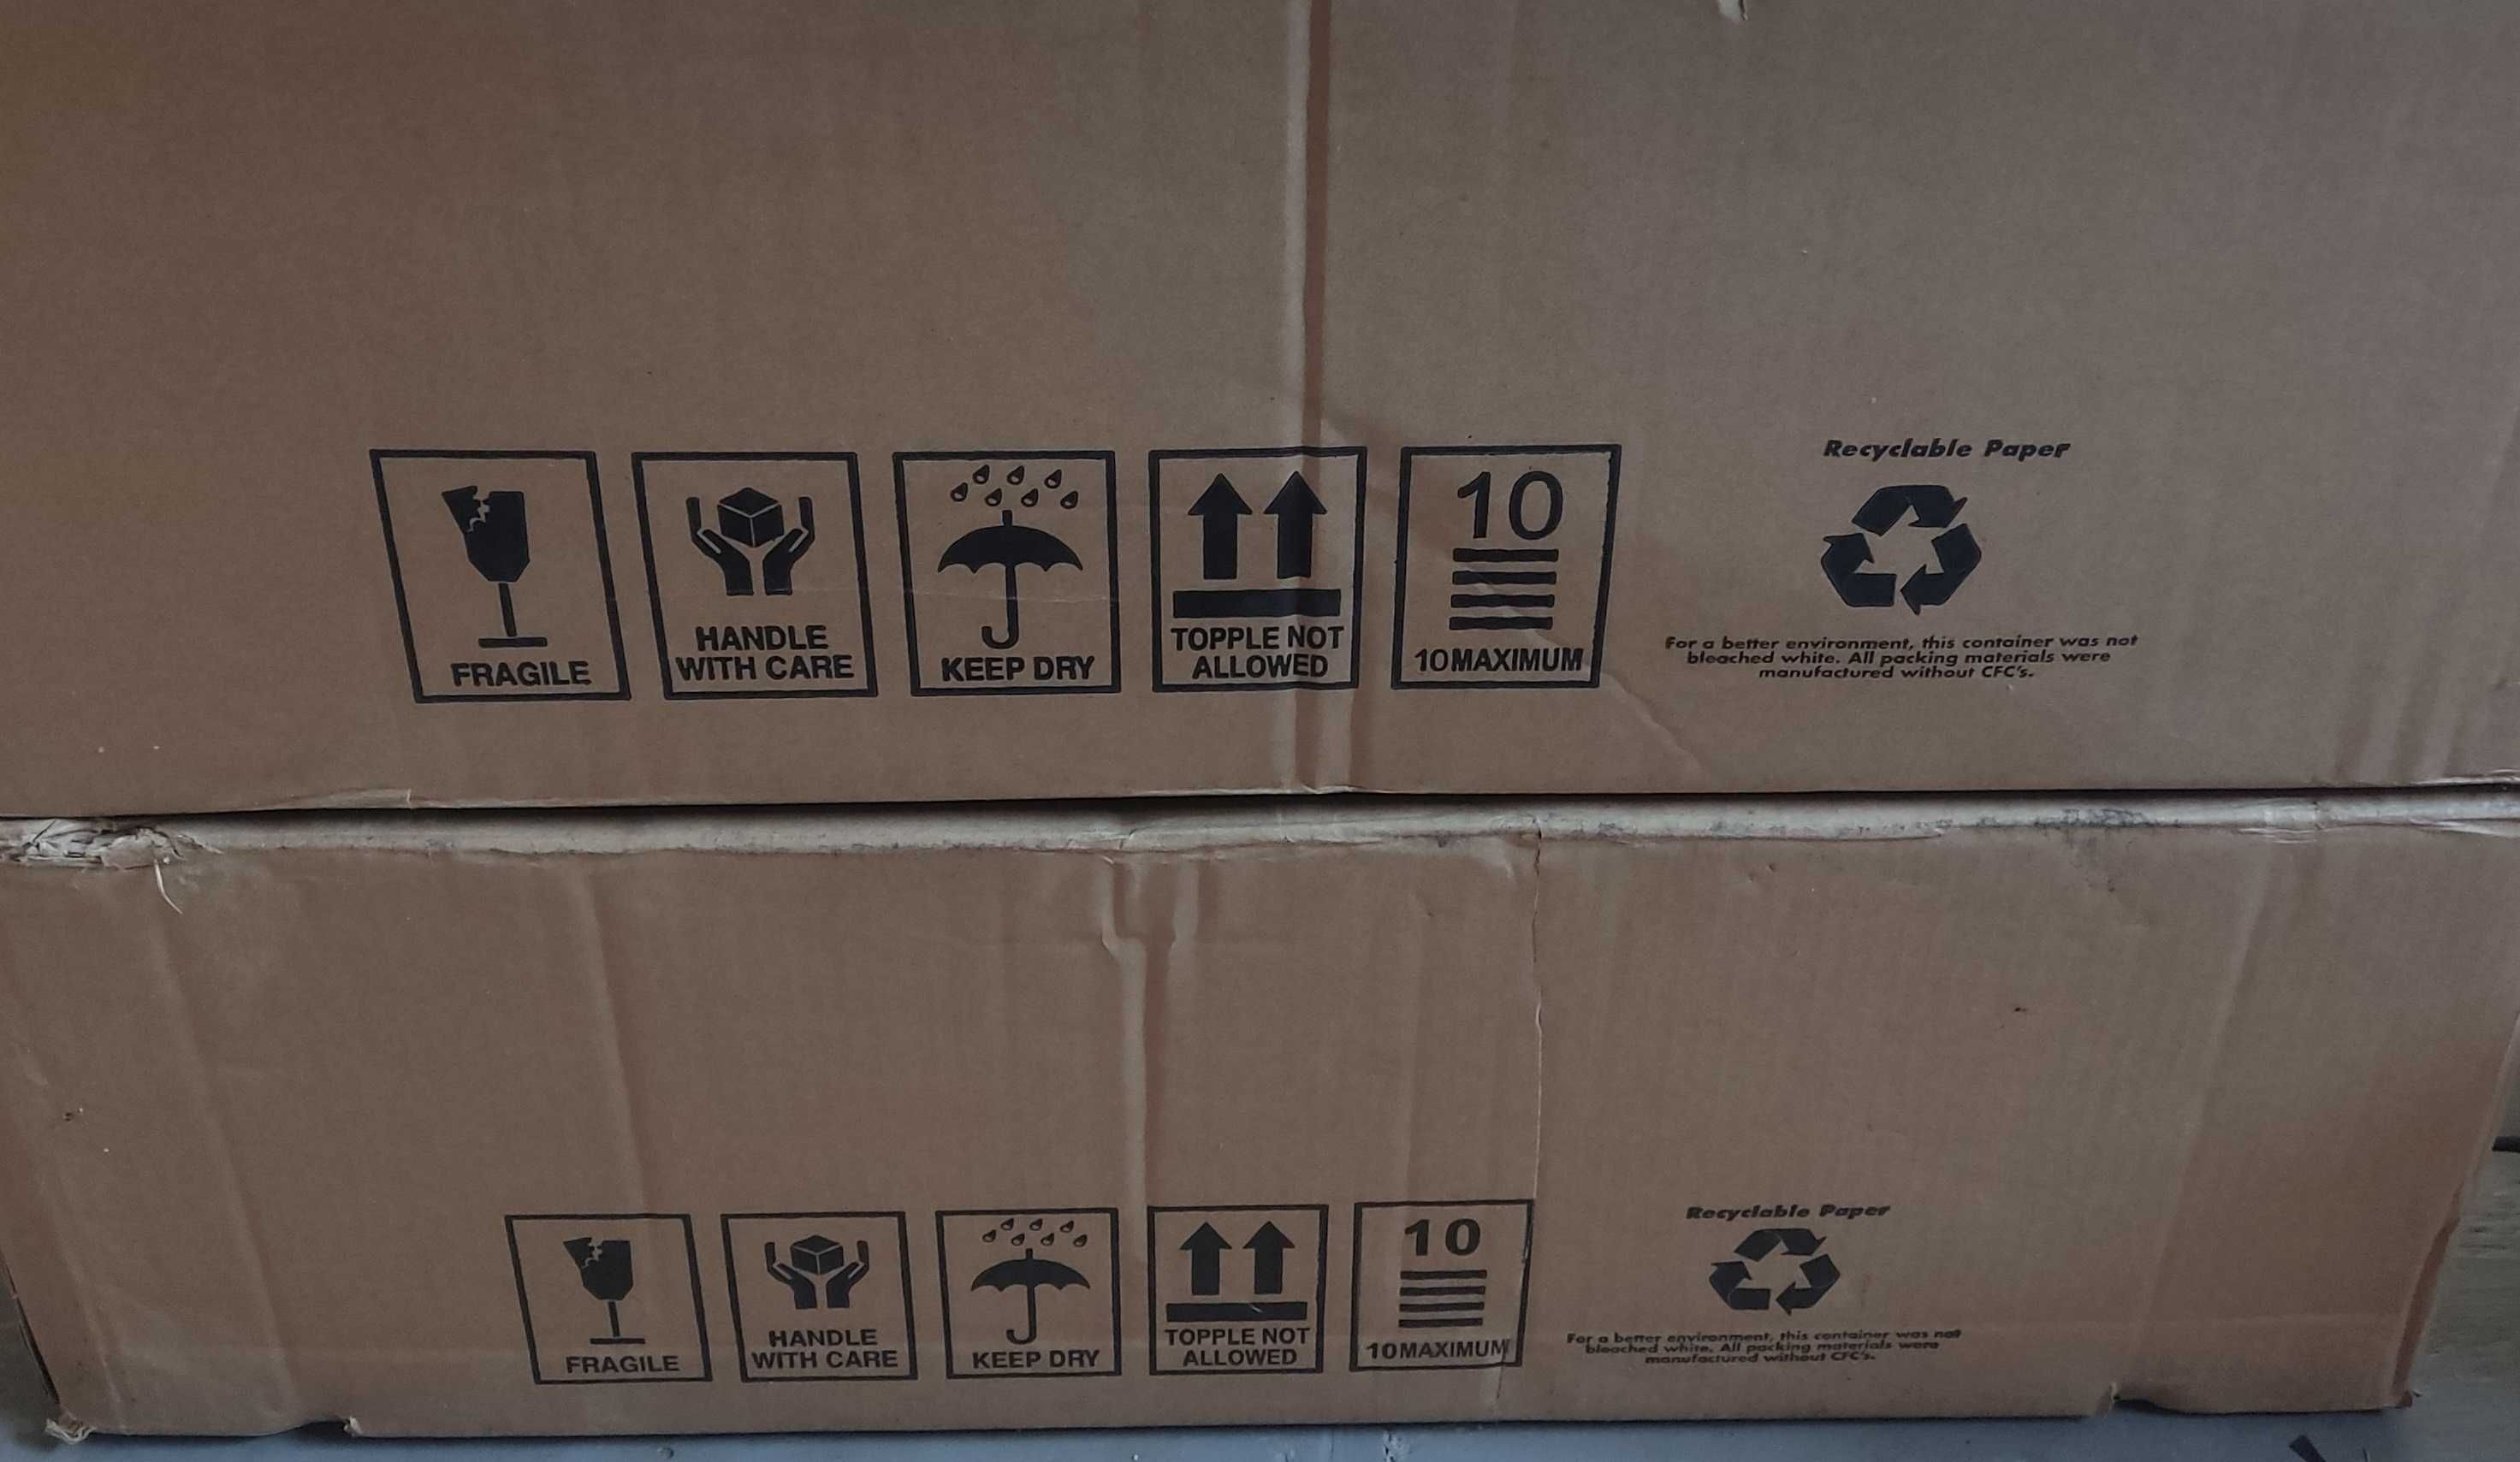 Recyclable Paper
10
FRAGILE
HANDLE
WITH CARE
KEEP DRY
TOPPLE NOT
ALLOWED
10 MAXIMUM
For a better environment, this container was not
bleached white. All packing materials were
manufactured without CFC's.
Recyclable Paper
10
FRAGILE
HANDLE
WITH CARE
KEEP DRY
TOPPLE NOT
ALLOWED
10 MAXIMUM
For a better environment, this container was not
bleached white. All packing materials were
manufactured without CFC's.